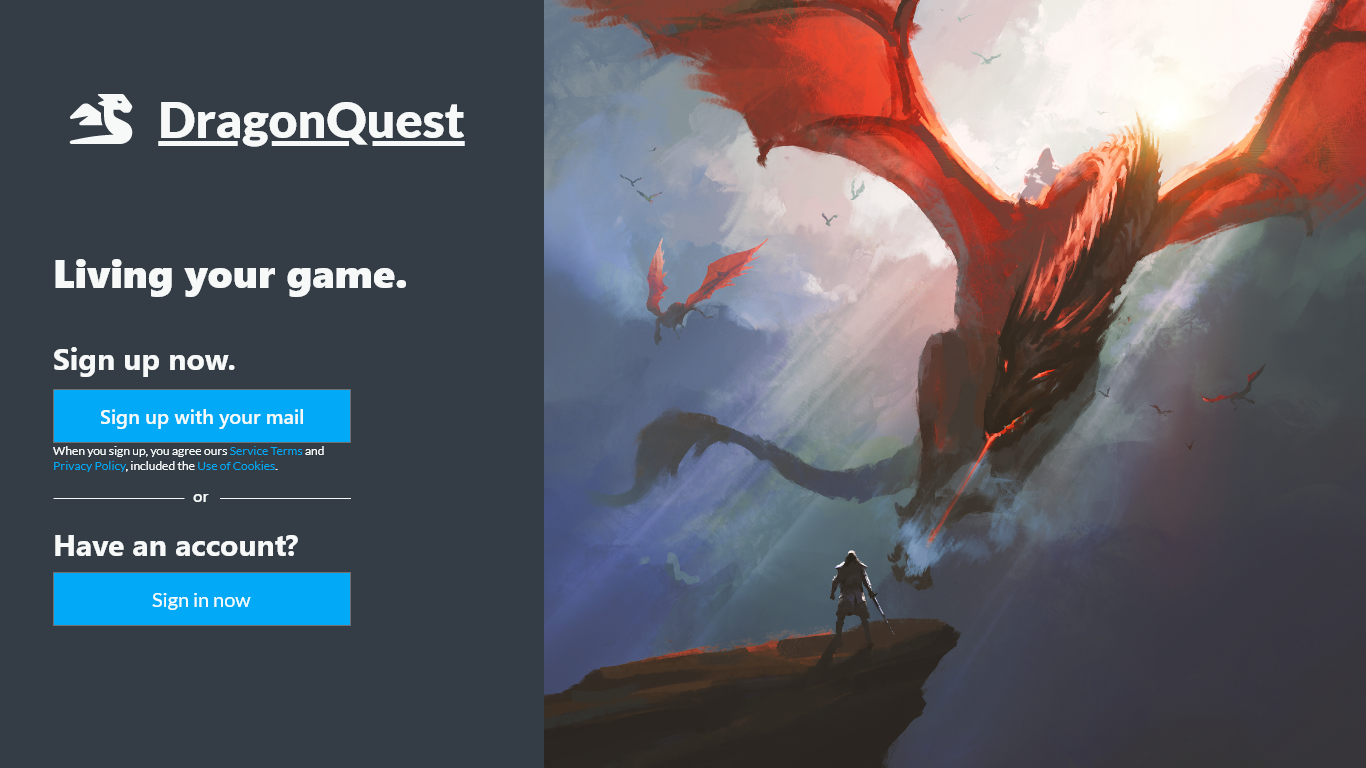 DragonQuest
Living your game.
Sign up now.
Sign up with your mail
When you sign up, you agree ours Service Terms and
Privacy Policy, included the Use of Cookies.
or
Have an account?
Sign in now